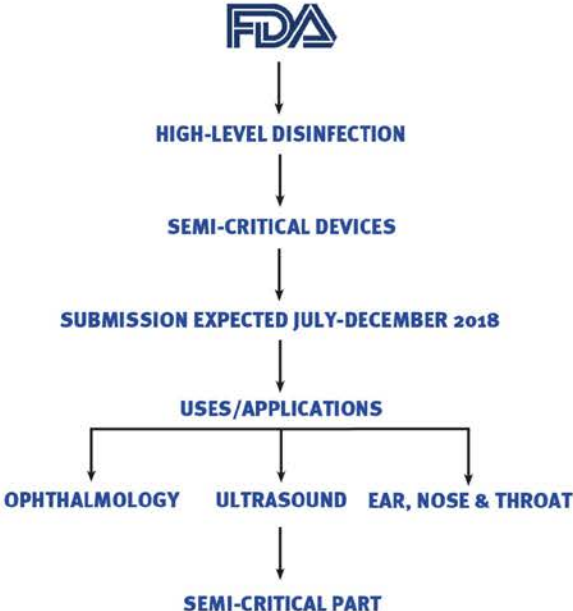 FDA
HIGH-LEVEL DISINFECTION
SEMI-CRITICAL DEVICES
SUBMISSION EXPECTED JULY-DECEMBER 2018
USES/APPLICATIONS
OPHTHALMOLOGY ULTRASOUND EAR, NOSE & THROAT
SEMI-CRITICAL PART